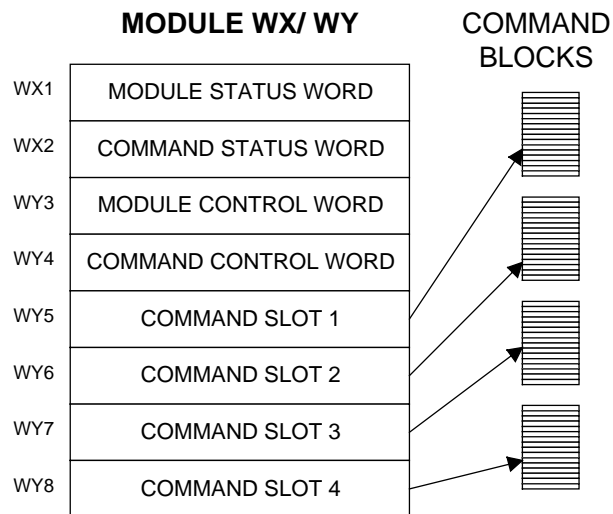 MODULE WX/ WY
COMMAND
BLOCKS
WX1 MODULE STATUS WORD
WX2 COMMAND STATUS WORD
WY3 MODULE CONTROL WORD
WY4 COMMAND CONTROL WORD
WY5 COMMAND SLOT 1
WY6 COMMAND SLOT 2
WY7 COMMAND SLOT 3
WY8 COMMAND SLOT 4